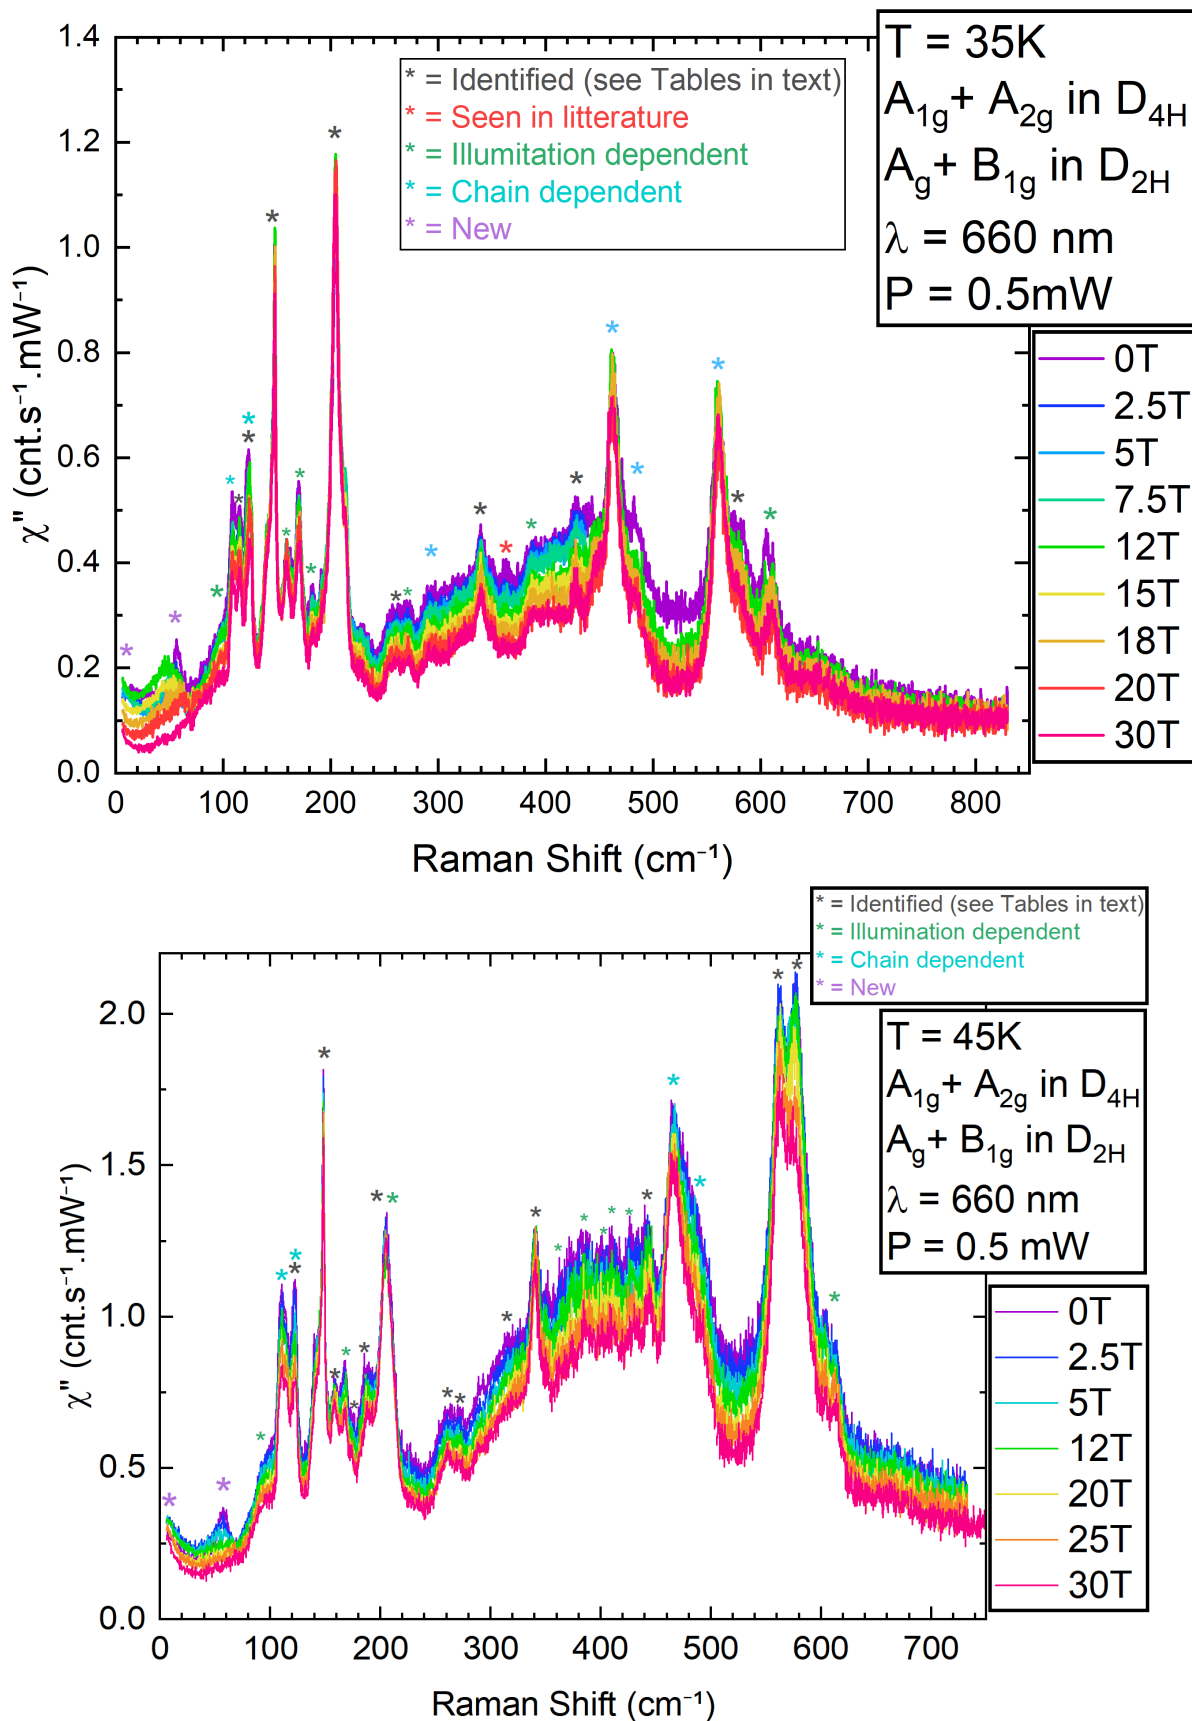 T = 35K
A1g+ A2g in D4H
Ag+ B1g in D2H
λ = 660 nm
P = 0.5mW
* = Identified (see Tables in text)
* = Seen in litterature
* = Illumitation dependent
* = Chain dependent
* = New
0T
2.5T
5T
7.5T
12T
15T
18T
20T
30T
1.4
1.2
1.0
0.8
0.6
0.4
0.2
0.0
χ" (cnt.s⁻¹.mW⁻¹)
0 100 200 300 400 500 600 700 800
Raman Shift (cm⁻¹)
* = Identified (see Tables in text)
* = Illumination dependent
* = Chain dependent
* = New
T = 45K
A1g+ A2g in D4H
Ag+ B1g in D2H
λ = 660 nm
P = 0.5 mW
0T
2.5T
5T
12T
20T
25T
30T
2.0
1.5
1.0
0.5
0.0
χ" (cnt.s⁻¹.mW⁻¹)
0 100 200 300 400 500 600 700
Raman Shift (cm⁻¹)